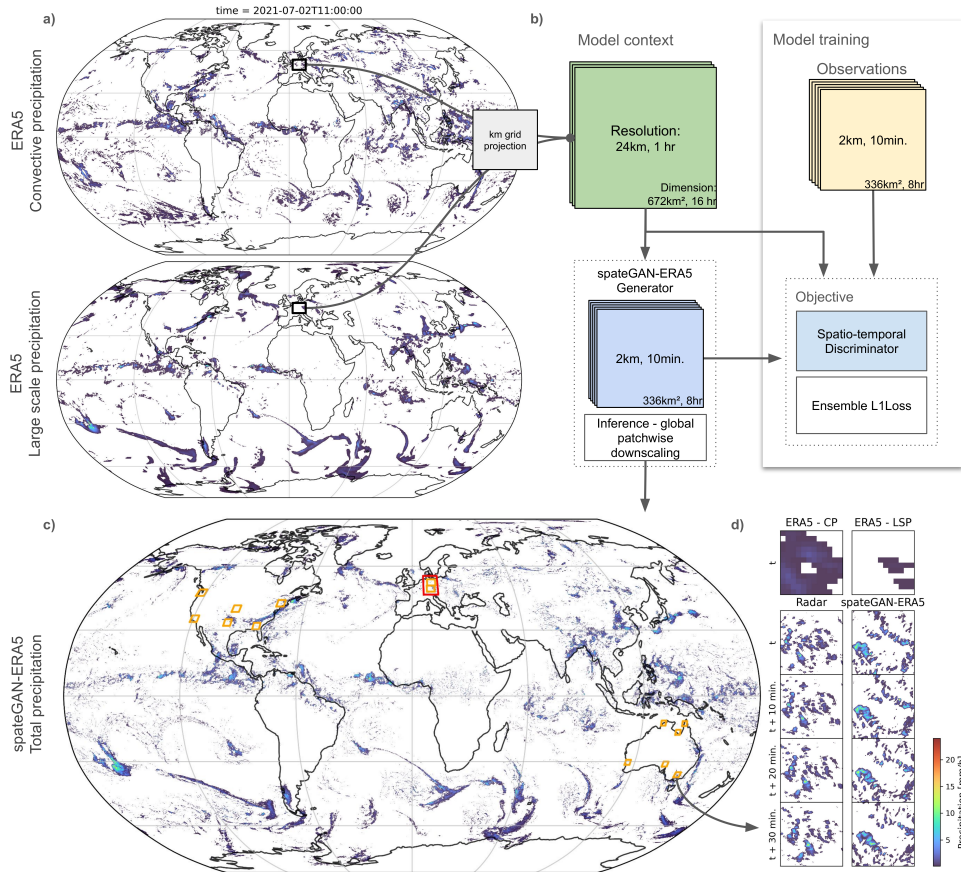 a)
time = 2021-07-02T11:00:00
b)
ERA5
Convective precipitation
km grid
projection
Model context
Resolution:
24km, 1 hr
Dimension:
672km², 16 hr
Model training
Observations
2km, 10min.
336km², 8hr
ERA5
Large scale precipitation
spateGAN-ERA5
Generator
2km, 10min.
336km², 8hr
Inference - global
patchwise
downscaling
Objective
Spatio-temporal
Discriminator
Ensemble L1Loss
c)
spateGAN-ERA5
Total precipitation
d)
ERA5 - CP
ERA5 - LSP
t
Radar
spateGAN-ERA5
t
t + 10 min.
t + 20 min.
t + 30 min.
20
15
10
5
Precipitation [mm/h]